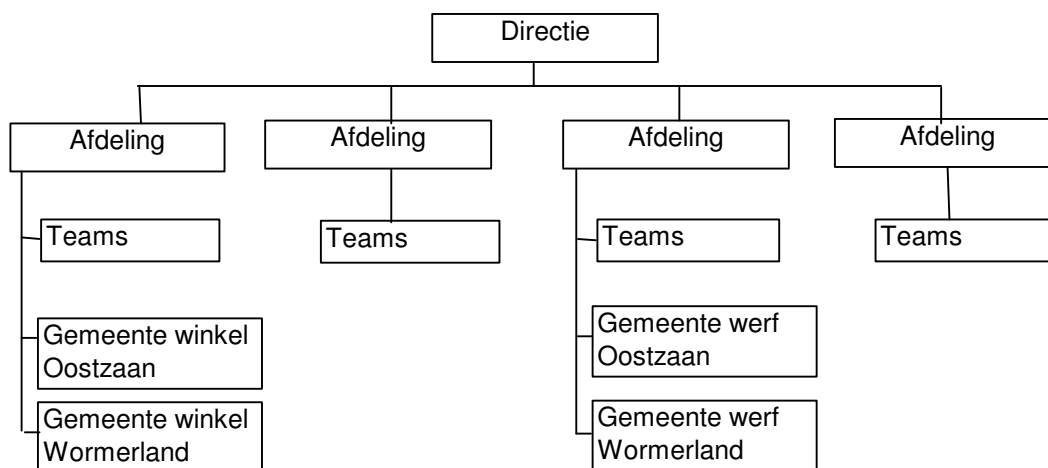 Directie
Afdeling
Afdeling
Afdeling
Afdeling
Teams
Teams
Teams
Teams
Gemeente winkel
Oostzaan
Gemeente werf
Oostzaan
Gemeente winkel
Wormerland
Gemeente werf
Wormerland